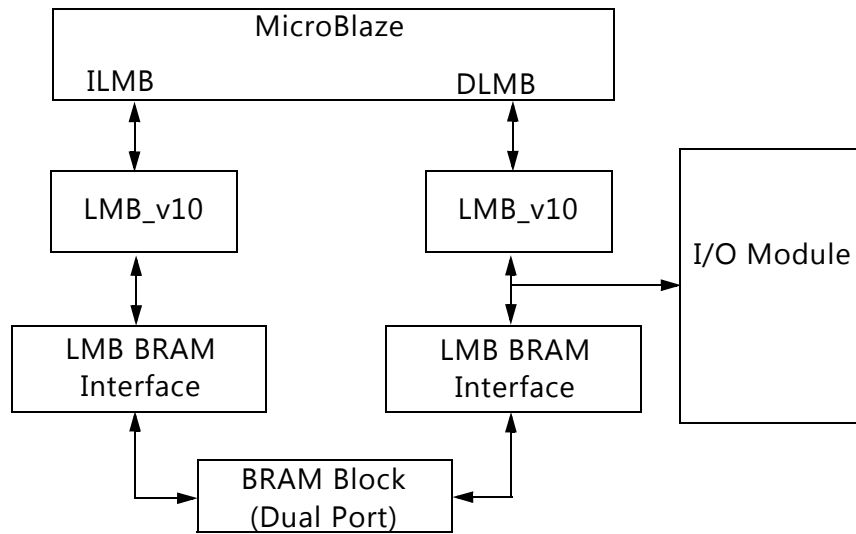 MicroBlaze
ILMB
DLMB
LMB_v10
LMB_v10
I/O Module
LMB BRAM
Interface
LMB BRAM
Interface
BRAM Block
(Dual Port)